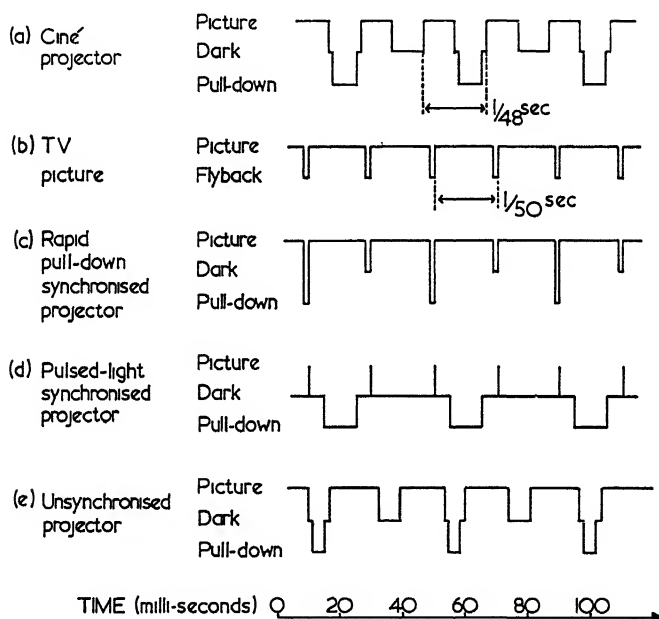 (a) Ciné projector
Picture
Dark
Pull-down
1/48 sec
(b) TV picture
Picture
Flyback
1/50 sec
(c) Rapid pull-down synchronised projector
Picture
Dark
Pull-down
(d) Pulsed-light synchronised projector
Picture
Dark
Pull-down
(e) Unsynchronised projector
Picture
Dark
Pull-down
TIME (milli-seconds) 0 20 40 60 80 100